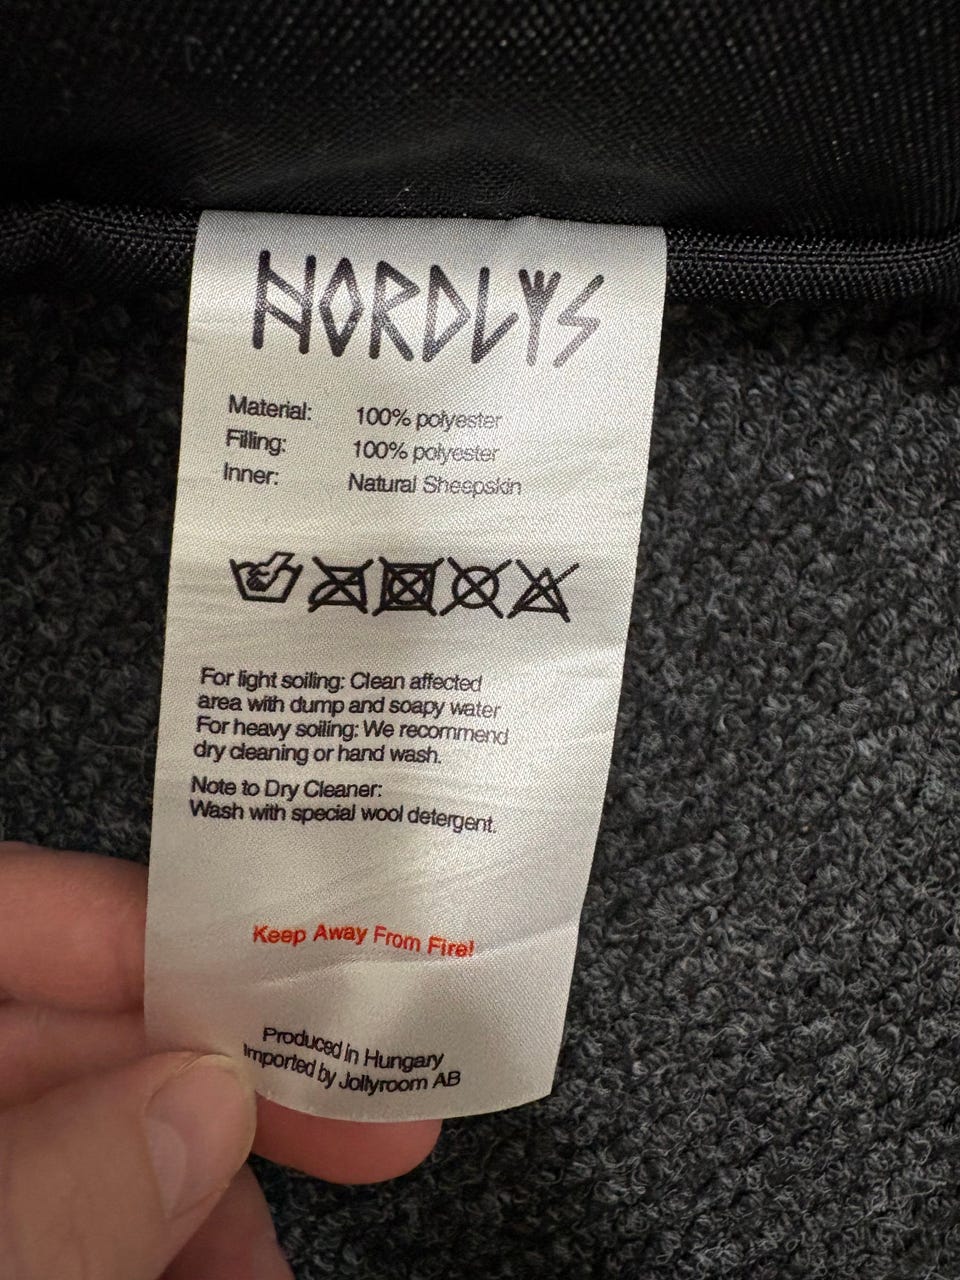 NORDLYS
Material: 100% polyester
Filling: 100% polyester
Inner: Natural Sheepskin
For light soiling: Clean affected
area with dump and soapy water
For heavy soiling: We recommend
dry cleaning or hand wash.
Note to Dry Cleaner:
Wash with special wool detergent.
Keep Away From Fire!
Produced in Hungary
Imported by Jollyroom AB